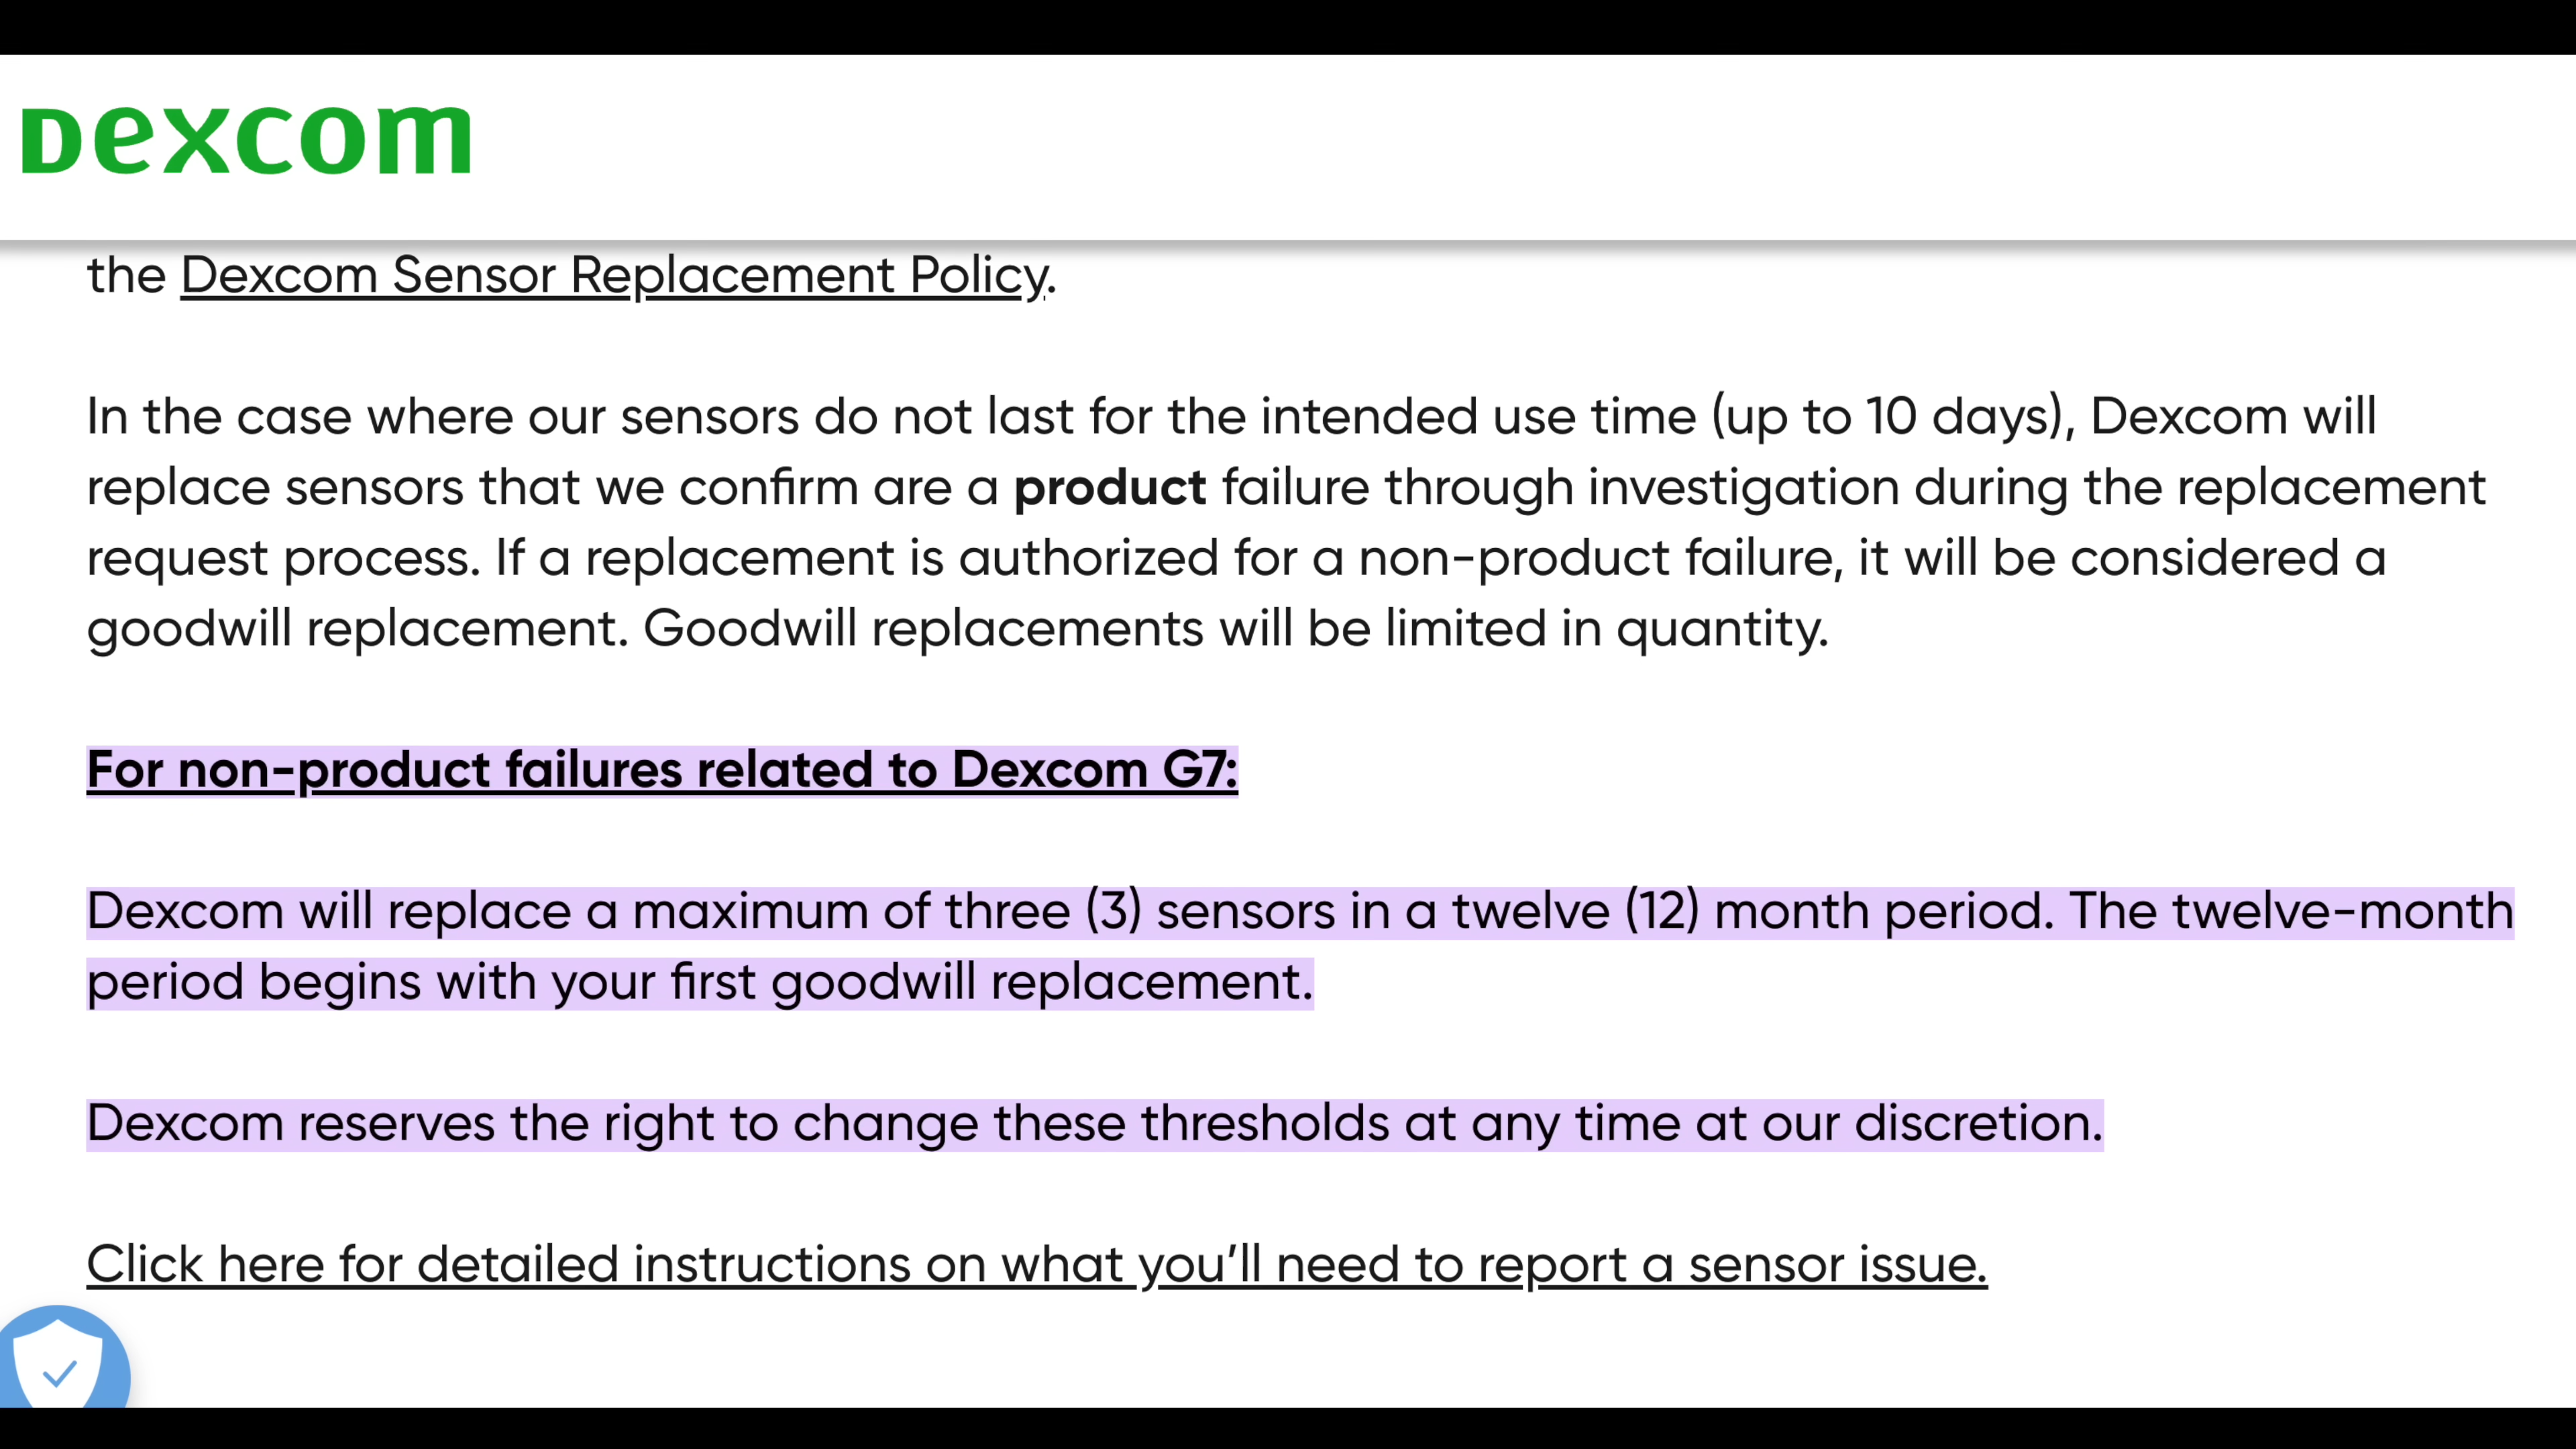 Dexcom
the Dexcom Sensor Replacement Policy.
In the case where our sensors do not last for the intended use time (up to 10 days), Dexcom will
replace sensors that we confirm are a product failure through investigation during the replacement
request process. If a replacement is authorized for a non-product failure, it will be considered a
goodwill replacement. Goodwill replacements will be limited in quantity.
For non-product failures related to Dexcom G7:
Dexcom will replace a maximum of three (3) sensors in a twelve (12) month period. The twelve-month
period begins with your first goodwill replacement.
Dexcom reserves the right to change these thresholds at any time at our discretion.
Click here for detailed instructions on what you’ll need to report a sensor issue.